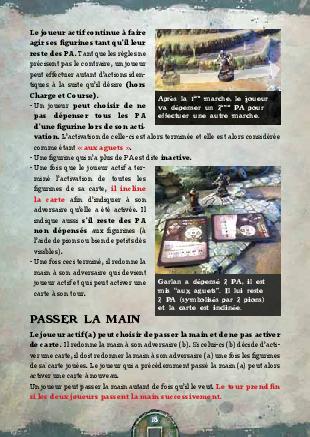 Le joueur actif continue à faire
agir ses figurines tant qu'il leur
reste des PA. Tant que les règles ne
précisent pas le contraire, un joueur
peut effectuer autant d'actions iden-
tiques à la suite qu'il désire (hors
Charge et Course).
- Un joueur peut choisir de ne
pas dépenser tous les PA
d'une figurine lors de son acti-
vation. L'activation de celle-ci est alors terminée et elle est alors considérée
comme étant « aux aguets ».
- Une figurine qui n'a plus de PA est dite inactive.
- Une fois que le joueur actif a ter-
miné l'activation de toutes les
figurines de sa carte, il incline
la carte afin d'indiquer à son
adversaire qu'elle a été activée. Il
indique aussi s'il reste des PA
non dépensés aux figurines (à
l'aide de pions ou bien de petits dés
visibles).
- Une fois ceci terminé, il redonne la
main à son adversaire qui devient
joueur actif et qui peut activer une
carte à son tour.
Après la 1ère marche, le joueur
va dépenser un 2ème PA pour
effectuer une autre marche.
Garlan a dépensé 2 PA, il est
mis "aux aguets". Il lui reste
2 PA (symbolisés par 2 pions)
et la carte est inclinée.
PASSER LA MAIN
Le joueur actif (a) peut choisir de passer la main et de ne pas activer
de carte. Il redonne la main à son adversaire (b). Si celui-ci (b) décide d'acti-
ver une carte, il doit redonner la main à son adversaire (a) une fois les figurines
de sa carte jouées. Le joueur qui a précédemment passé la main (a) peut alors
activer une carte à nouveau.
Un joueur peut passer la main autant de fois qu'il le veut. Le tour prend fin
si les deux joueurs passent la main successivement.